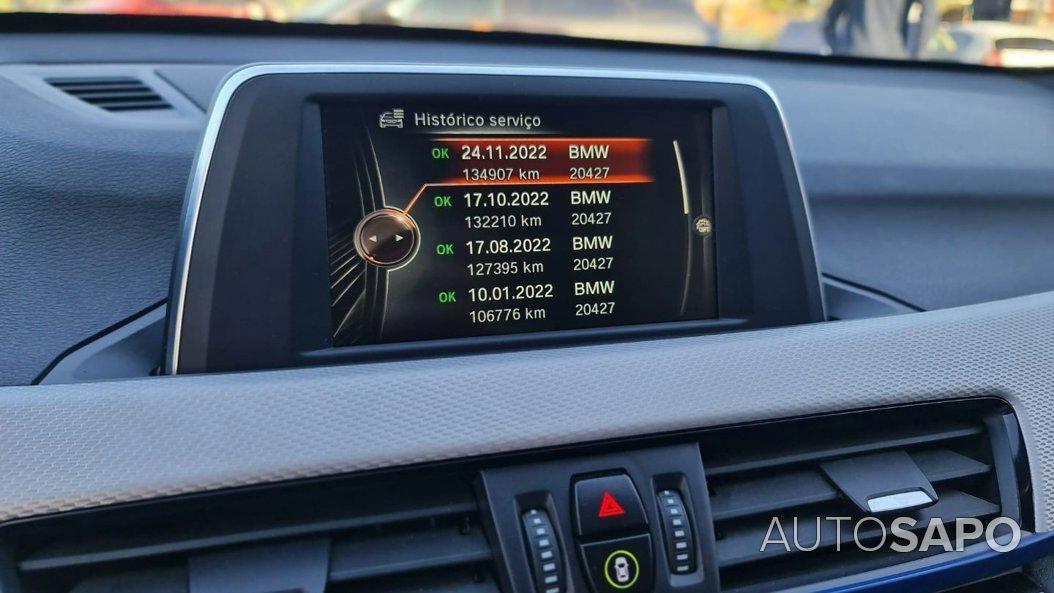 Histórico serviço
OK 24.11.2022 BMW
134907 km 20427
OK 17.10.2022 BMW
132210 km 20427
OK 17.08.2022 BMW
127395 km 20427
OK 10.01.2022 BMW
106776 km 20427
AUTOSAPO